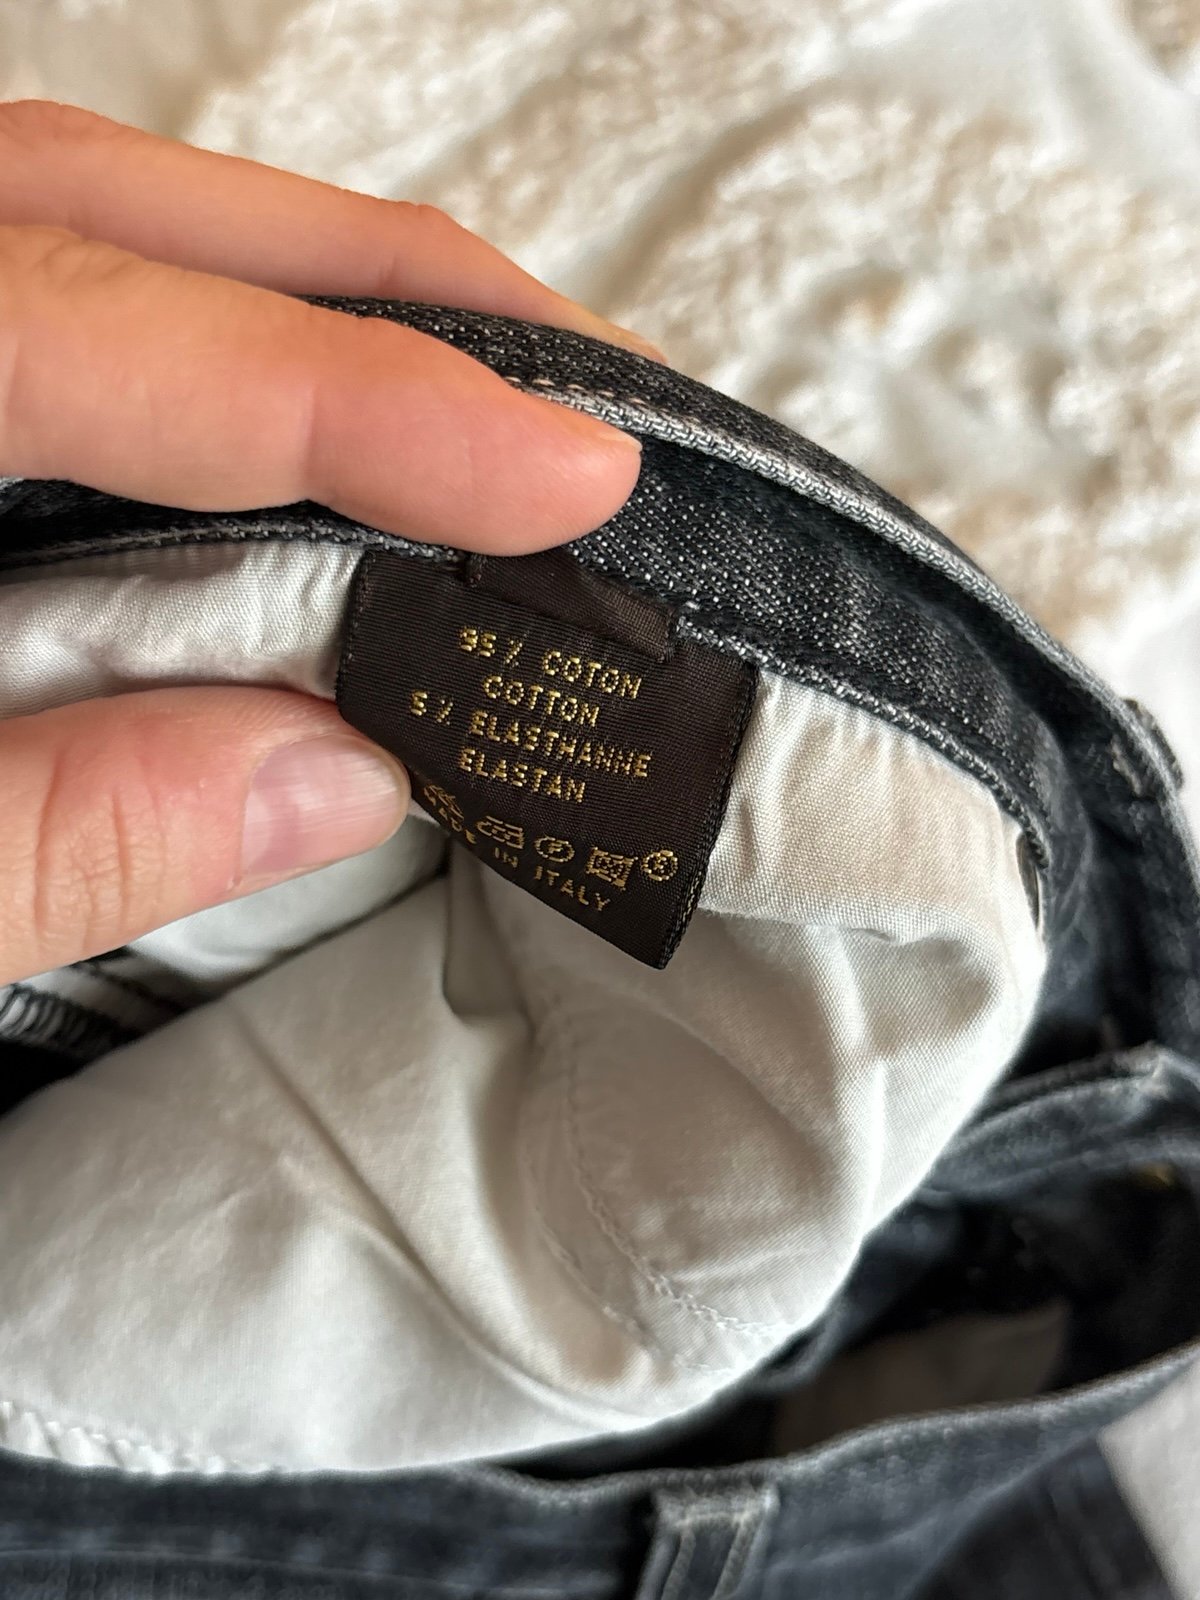 95% COTON
COTTON
5% ELASTHANNE
ELASTAN
MADE IN ITALY